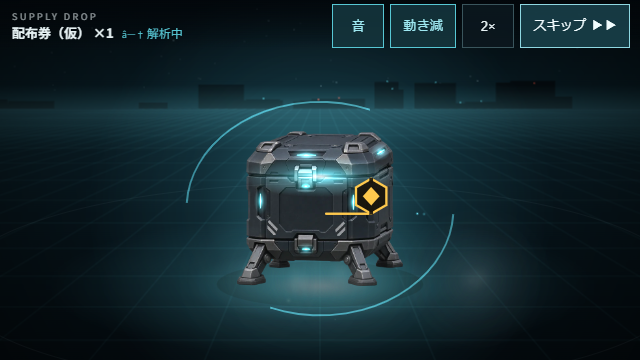 SUPPLY DROP
配布券（仮） ×1 â—† 解析中
音
動き減
2×
スキップ ▶▶